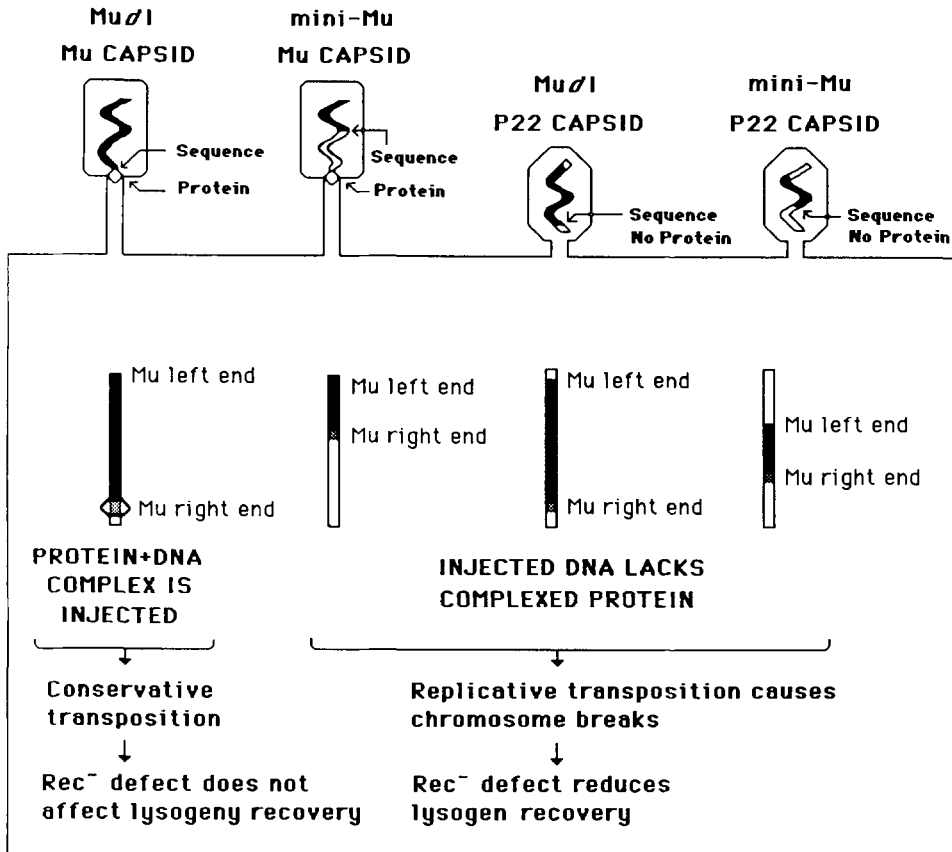 Mud I
Mu CAPSID
mini-Mu
Mu CAPSID
Mud I
P22 CAPSID
mini-Mu
P22 CAPSID
Sequence
Protein
Sequence
Protein
Sequence
No Protein
Sequence
No Protein
Mu left end
Mu right end
Mu left end
Mu right end
Mu left end
Mu right end
Mu left end
Mu right end
PROTEIN+DNA
COMPLEX IS
INJECTED
INJECTED DNA LACKS
COMPLEXED PROTEIN
Conservative
transposition
Replicative transposition causes
chromosome breaks
Rec⁻ defect does not
affect lysogeny recovery
Rec⁻ defect reduces
lysogen recovery